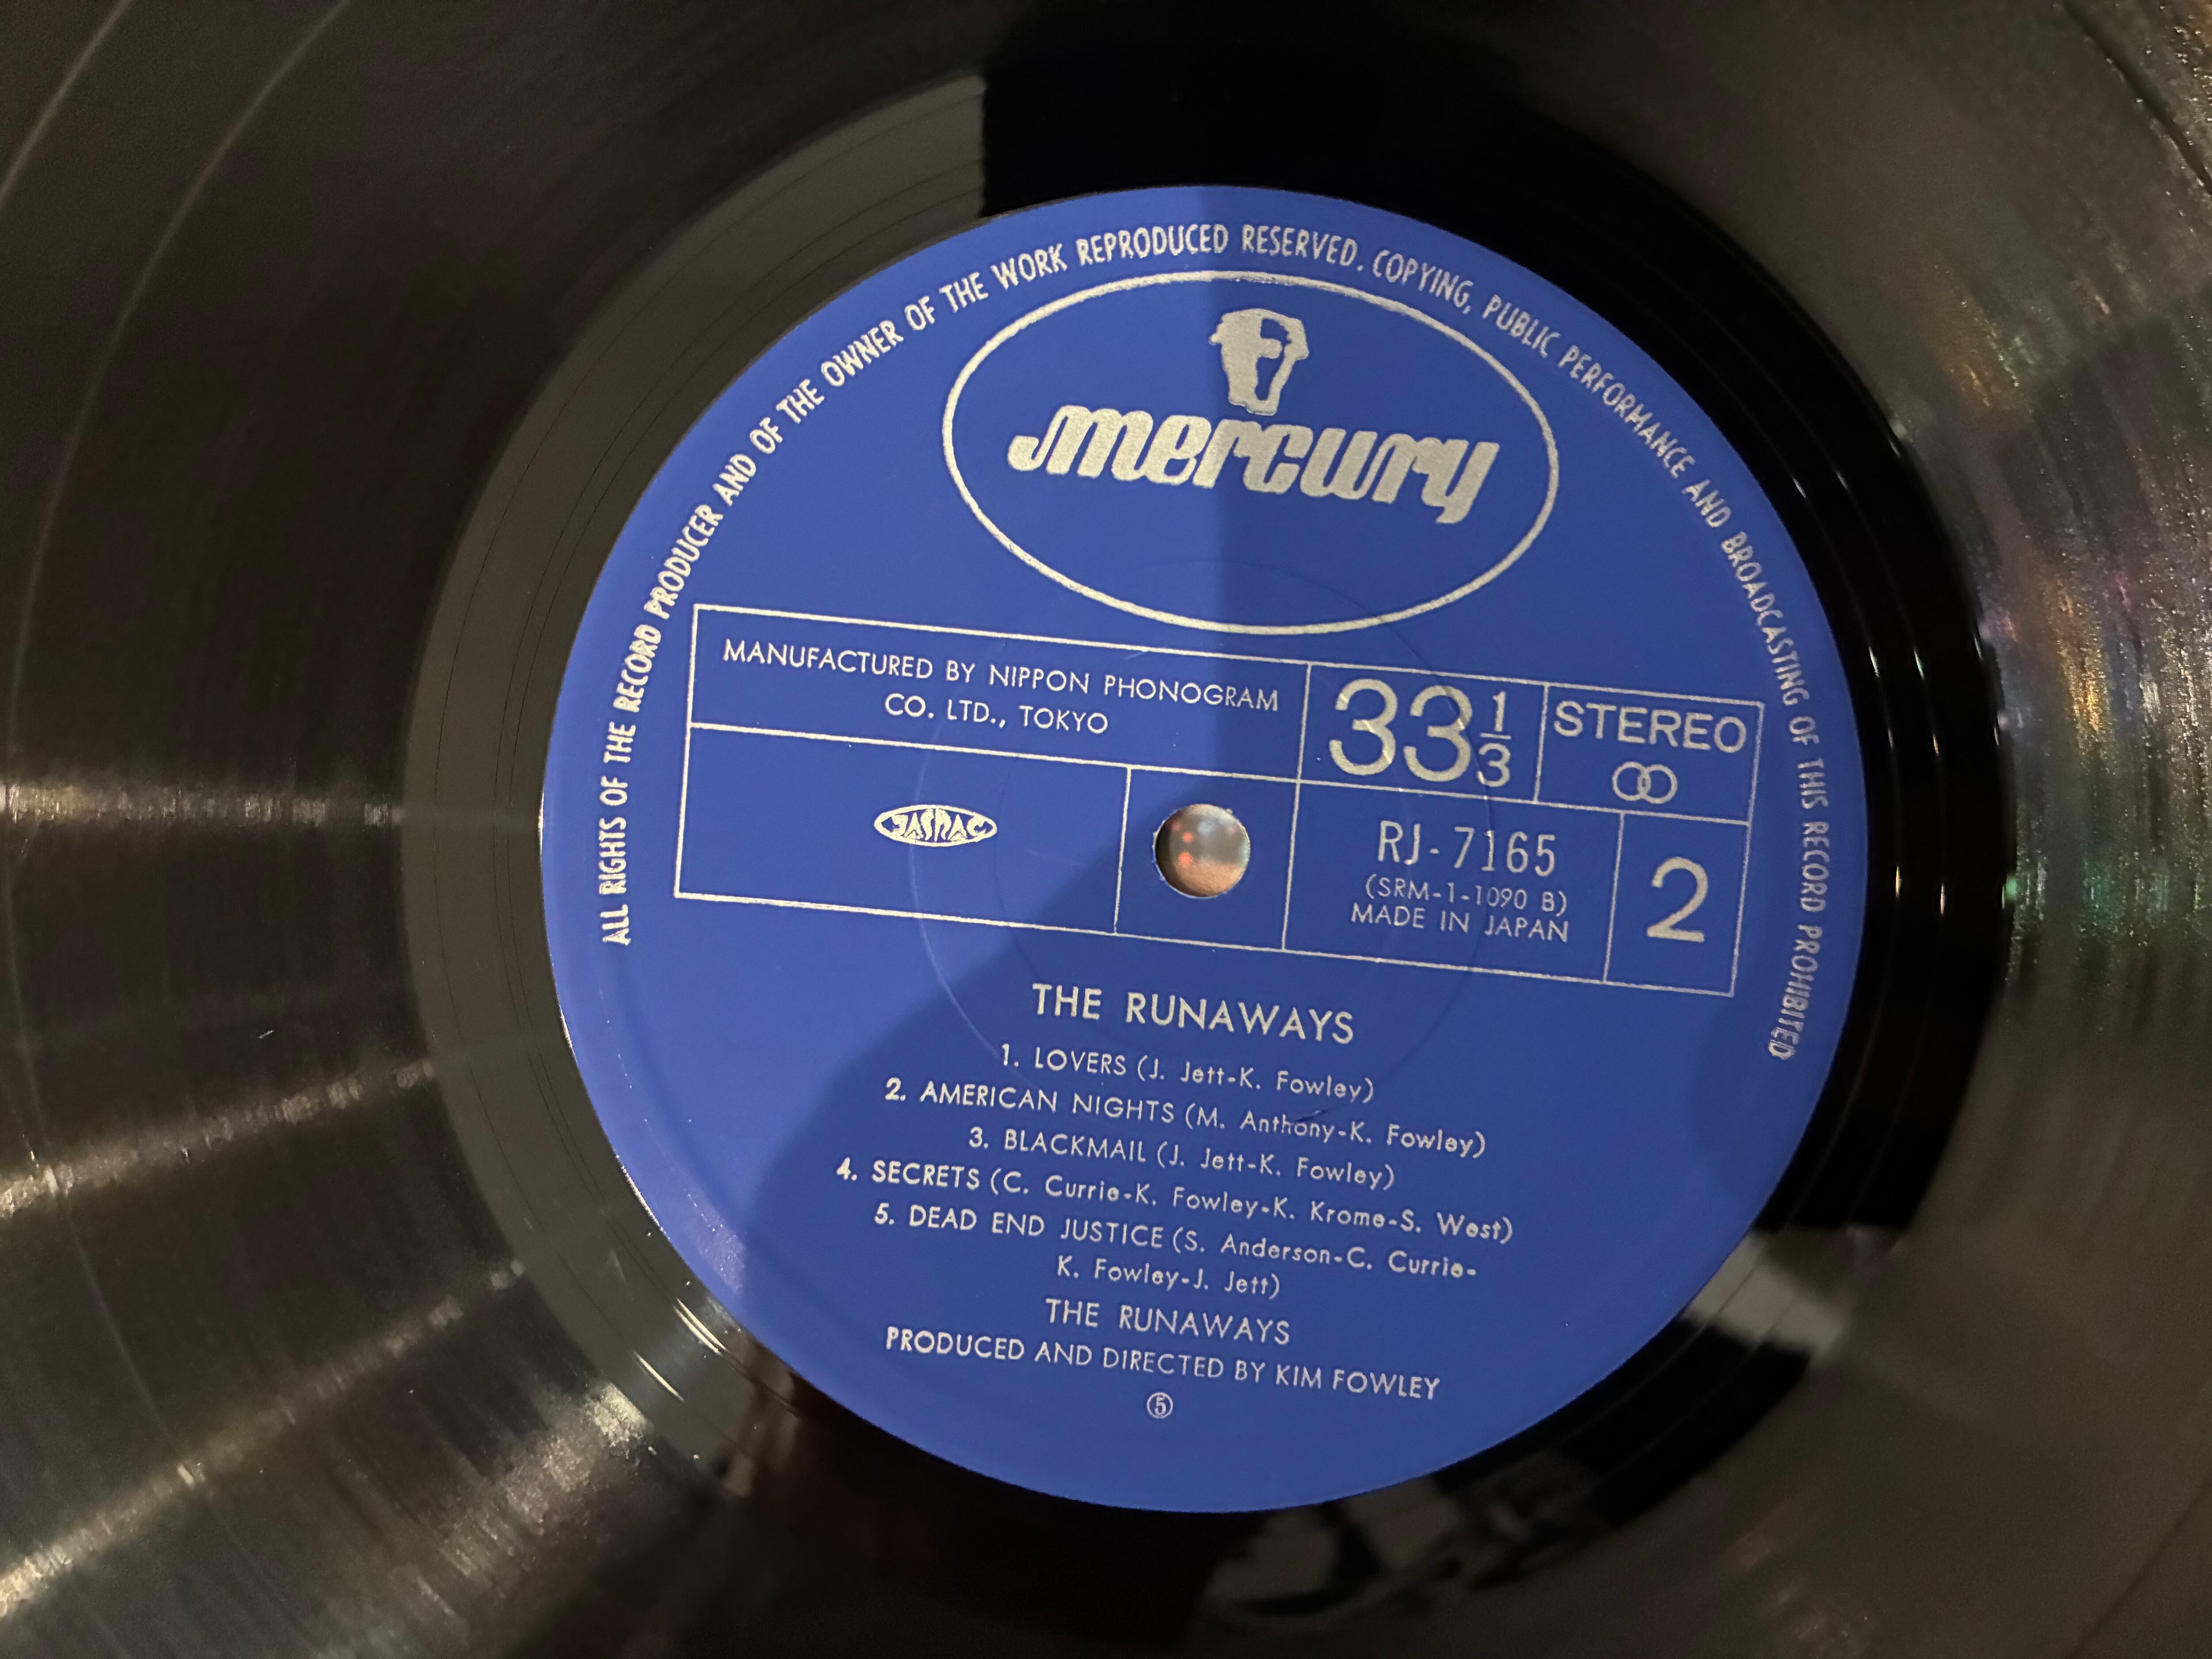 ALL RIGHTS OF THE RECORD PRODUCER AND OF THE OWNER OF THE WORK REPRODUCED RESERVED. COPYING, PUBLIC PERFORMANCE AND BROADCASTING OF THIS RECORD PROHIBITED
mercury
MANUFACTURED BY NIPPON PHONOGRAM
CO. LTD., TOKYO
33 1/3
STEREO
JASRAC
RJ-7165
(SRM-1-1090 B)
MADE IN JAPAN
2
THE RUNAWAYS
1. LOVERS (J. Jett-K. Fowley)
2. AMERICAN NIGHTS (M. Anthony-K. Fowley)
3. BLACKMAIL (J. Jett-K. Fowley)
4. SECRETS (C. Currie-K. Fowley-K. Krome-S. West)
5. DEAD END JUSTICE (S. Anderson-C. Currie-
K. Fowley-J. Jett)
THE RUNAWAYS
PRODUCED AND DIRECTED BY KIM FOWLEY
⑤